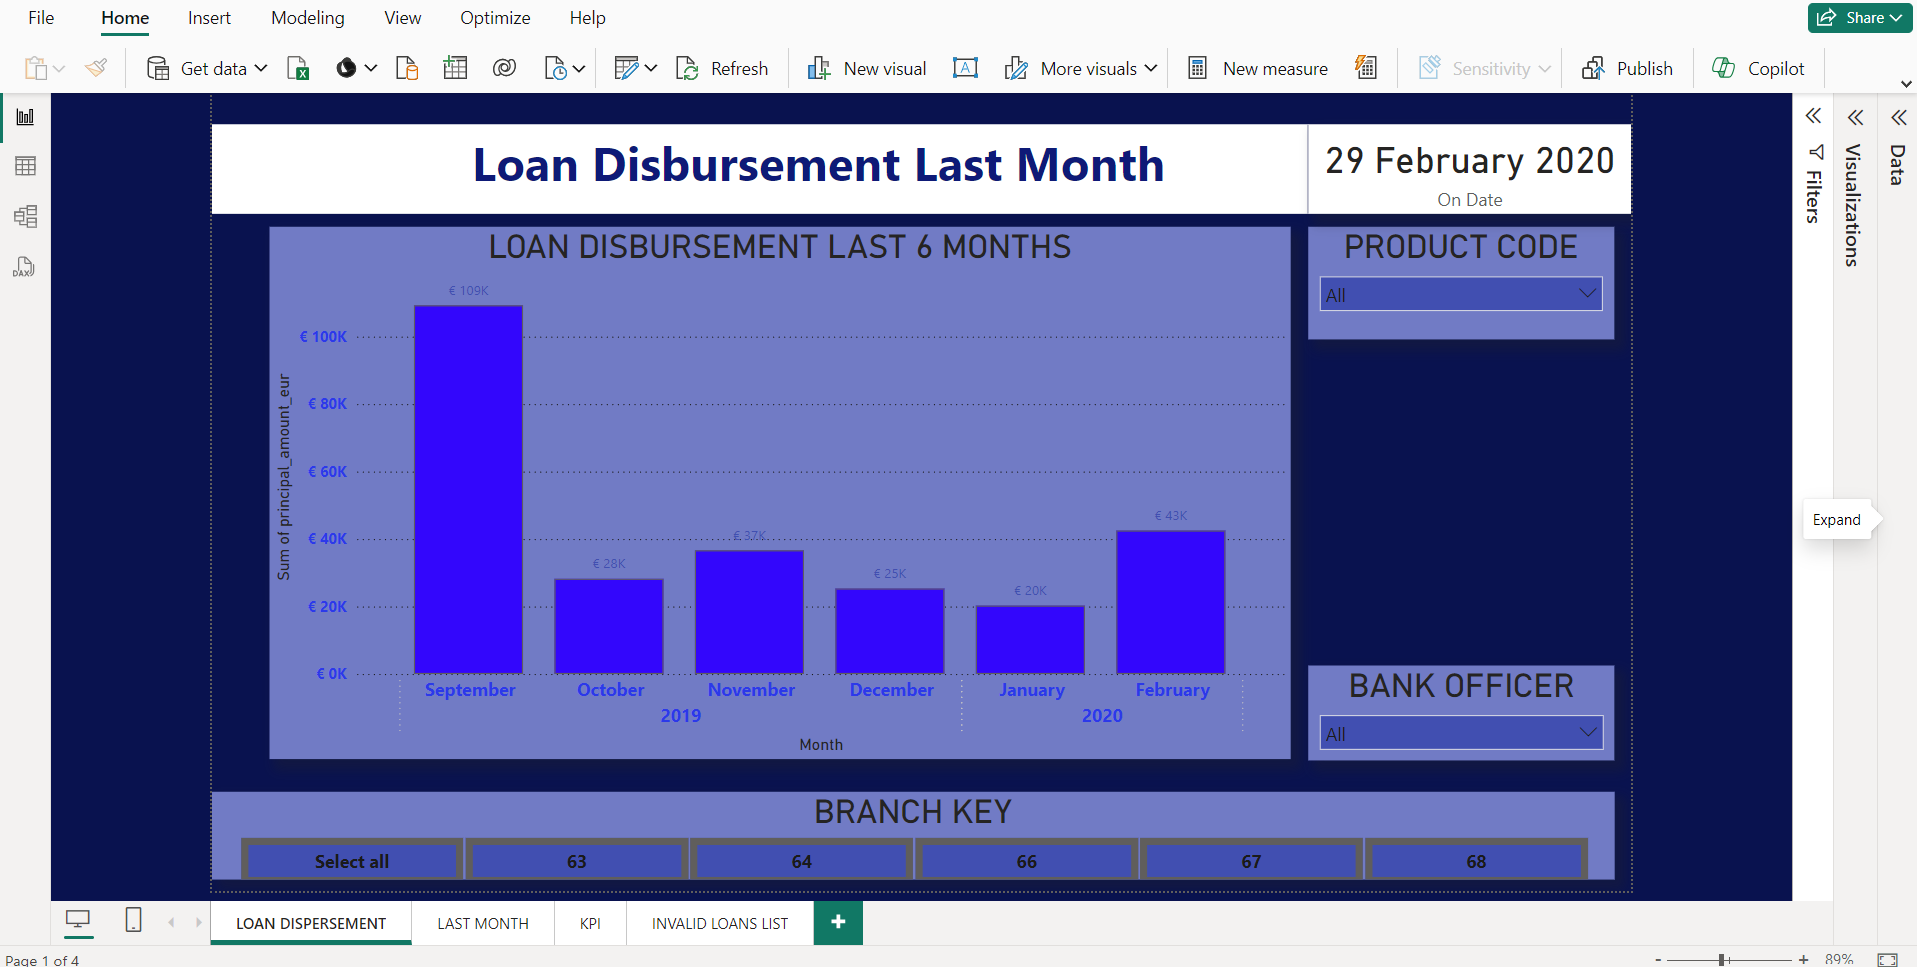 File Home Insert Modeling View Optimize Help Share
Get data Refresh New visual More visuals New measure Sensitivity Publish Copilot
Loan Disbursement Last Month
29 February 2020
On Date
LOAN DISBURSEMENT LAST 6 MONTHS
€ 109K
€ 100K
€ 80K
€ 60K
€ 43K
€ 40K
€ 37K
€ 28K
€ 25K
€ 20K
€ 20K
€ 0K
Sum of principal_amount_eur
September October November December January February
2019 2020
Month
PRODUCT CODE
All
BANK OFFICER
All
BRANCH KEY
Select all 63 64 66 67 68
Filters
Visualizations
Data
Expand
LOAN DISPERSEMENT LAST MONTH KPI INVALID LOANS LIST +
Page 1 of 4
- + 89%
DAX